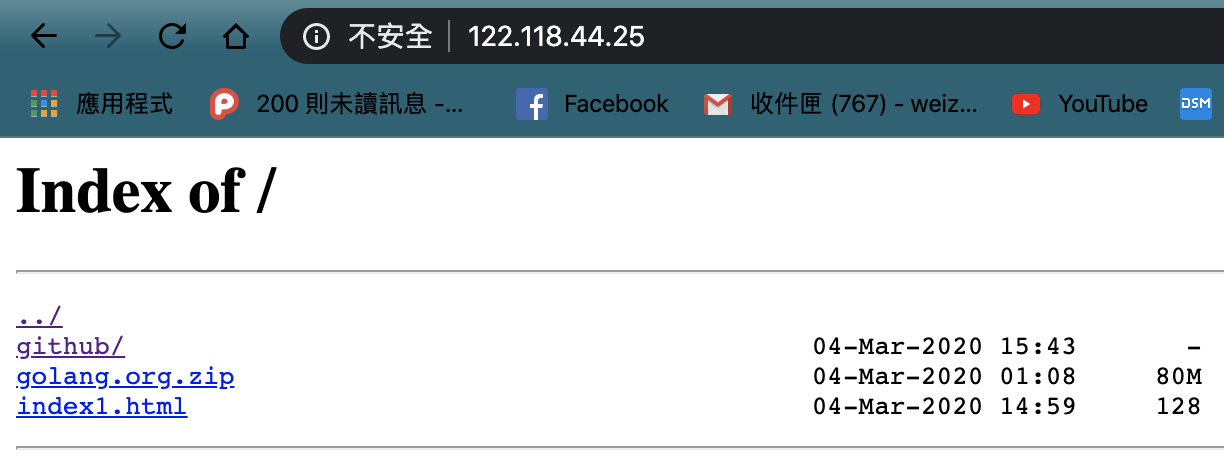 不安全 122.118.44.25
應用程式 200 則未讀訊息 -... Facebook 收件匣 (767) - weiz... YouTube DSM
Index of /
../
github/ 04-Mar-2020 15:43 -
golang.org.zip 04-Mar-2020 01:08 80M
index1.html 04-Mar-2020 14:59 128